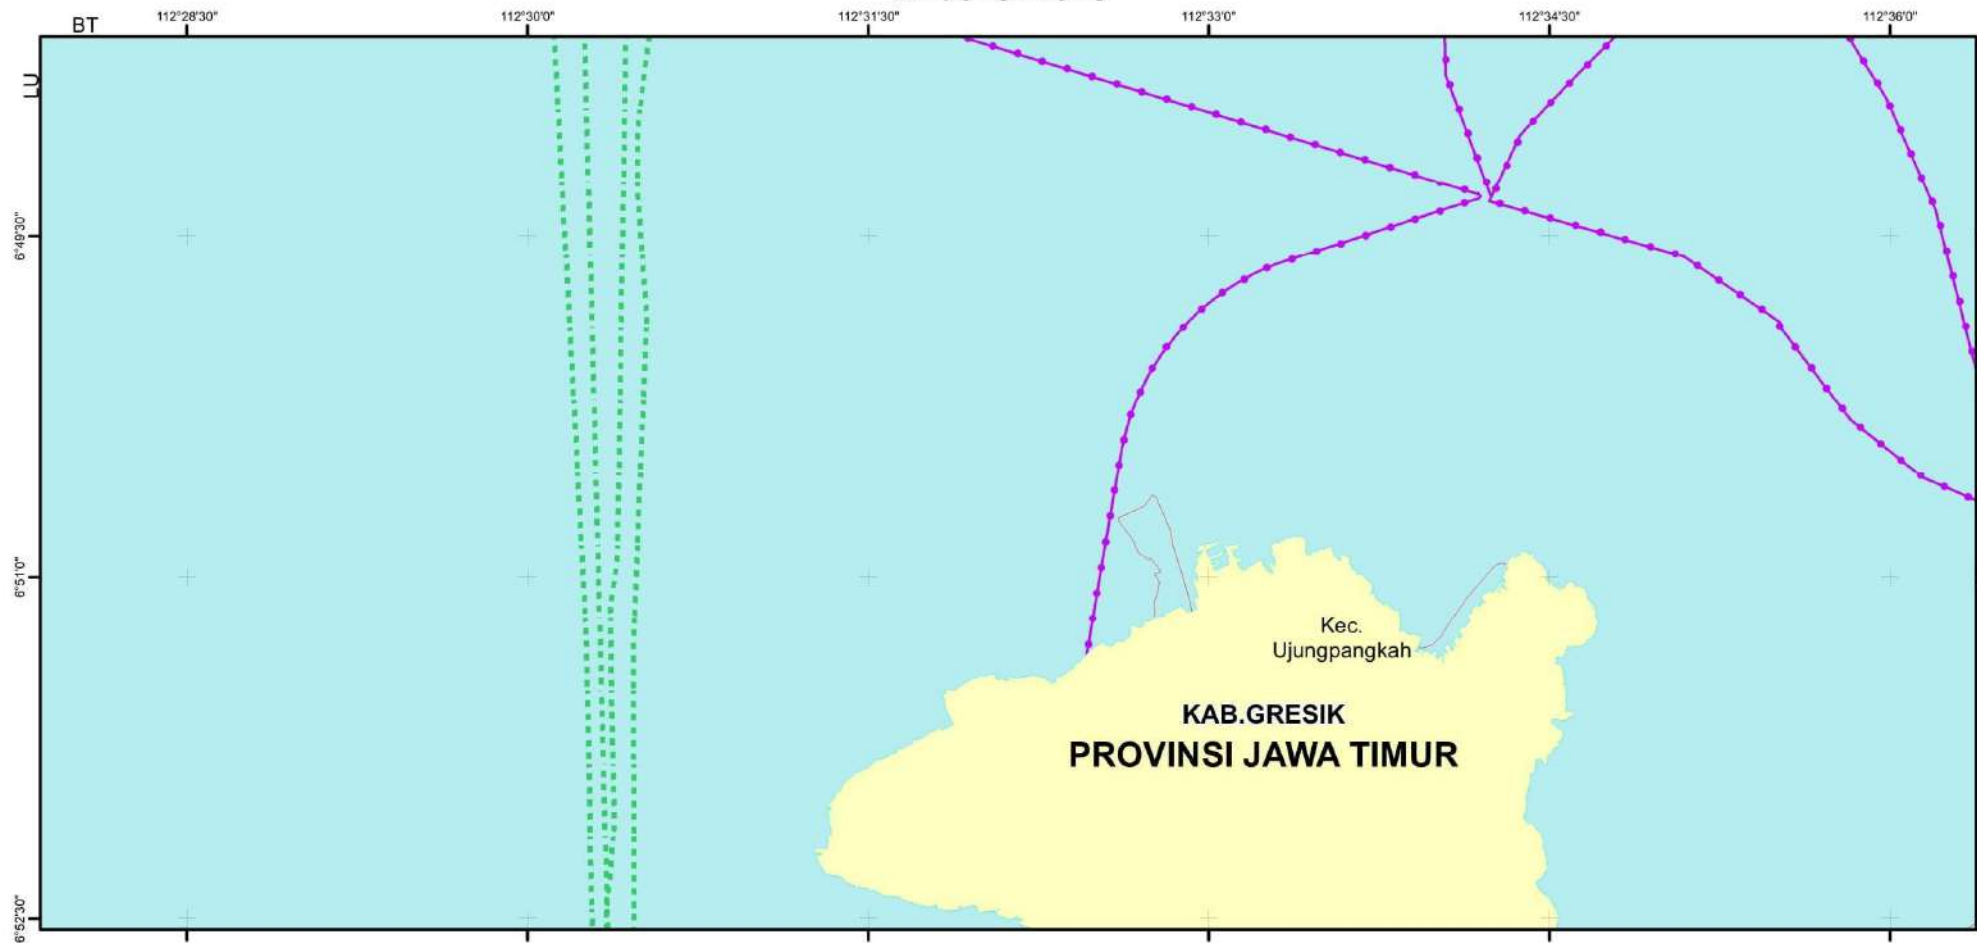 112°28'30"
112°30'0"
112°31'30"
112°33'0"
112°34'30"
112°36'0"
BT
LU
6°49'30"
6°51'0"
Kec.
Ujungpangkah
KAB.GRESIK
PROVINSI JAWA TIMUR
6°52'30"